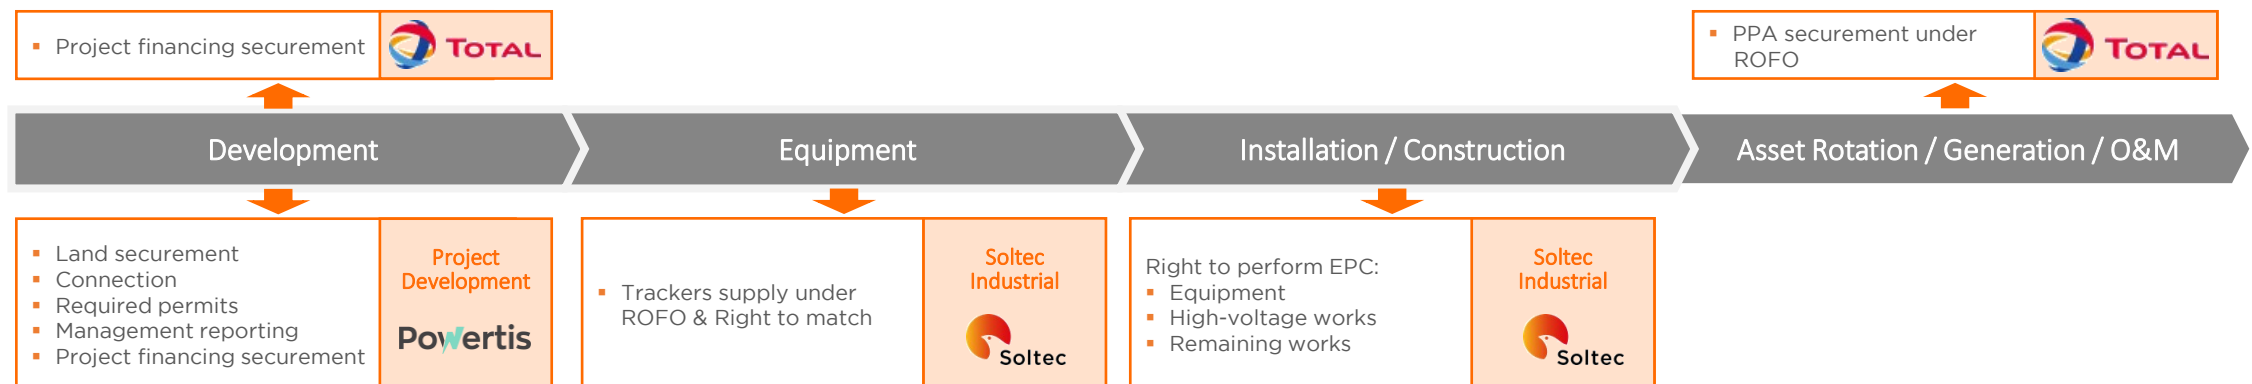 ▪ Project financing securement
TOTAL
▪ PPA securement under
ROFO
TOTAL
Development
Equipment
Installation / Construction
Asset Rotation / Generation / O&M
▪ Land securement
▪ Connection
▪ Required permits
▪ Management reporting
▪ Project financing securement
Project
Development
Powertis
▪ Trackers supply under
ROFO & Right to match
Soltec
Industrial
Soltec
Right to perform EPC:
▪ Equipment
▪ High-voltage works
▪ Remaining works
Soltec
Industrial
Soltec